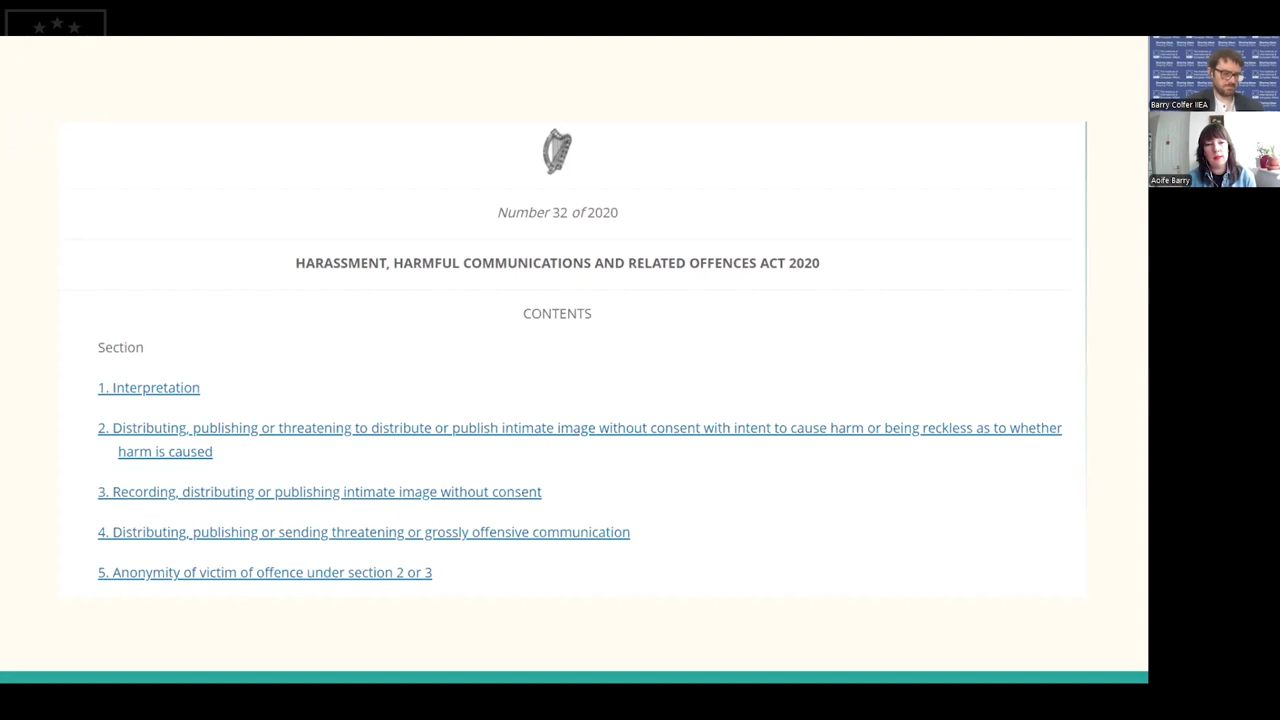 Number 32 of 2020
HARASSMENT, HARMFUL COMMUNICATIONS AND RELATED OFFENCES ACT 2020
CONTENTS
Section
1. Interpretation
2. Distributing, publishing or threatening to distribute or publish intimate image without consent with intent to cause harm or being reckless as to whether
harm is caused
3. Recording, distributing or publishing intimate image without consent
4. Distributing, publishing or sending threatening or grossly offensive communication
5. Anonymity of victim of offence under section 2 or 3
Barry Colfer IIEA
Aoife Barry